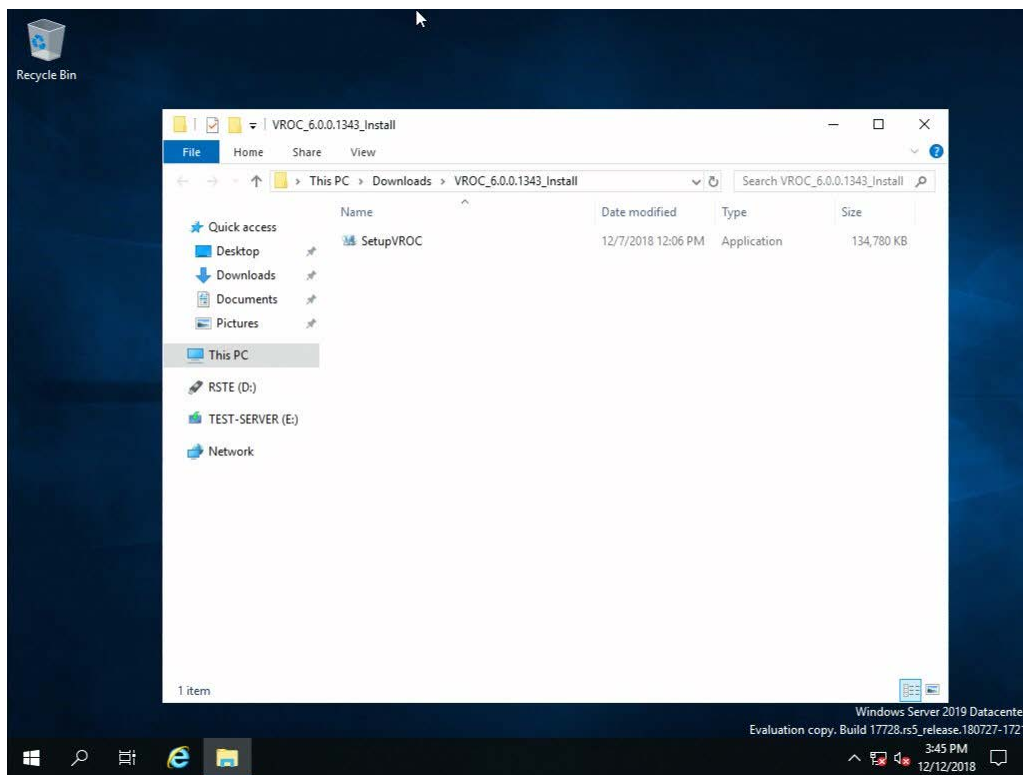 Recycle Bin
VROC_6.0.0.1343_Install
File Home Share View
This PC > Downloads > VROC_6.0.0.1343_Install
Search VROC_6.0.0.1343_Install
Name Date modified Type Size
SetupVROC 12/7/2018 12:06 PM Application 134,780 KB
Quick access
Desktop
Downloads
Documents
Pictures
This PC
RSTE (D:)
TEST-SERVER (E:)
Network
1 item
Windows Server 2019 Datacente
Evaluation copy. Build 17728.rs5_release.180727-172
3:45 PM
12/12/2018